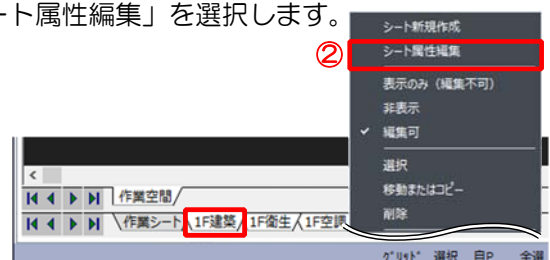 ート属性編集」を選択します。
②
シート新規作成
シート属性編集
表示のみ（編集不可）
非表示
✓ 編集可
選択
移動またはコピー
削除
作業空間
作業シート 1F建築 1F衛生 1F空調
ｸﾞﾘｯﾄﾞ 選択 自P 全選